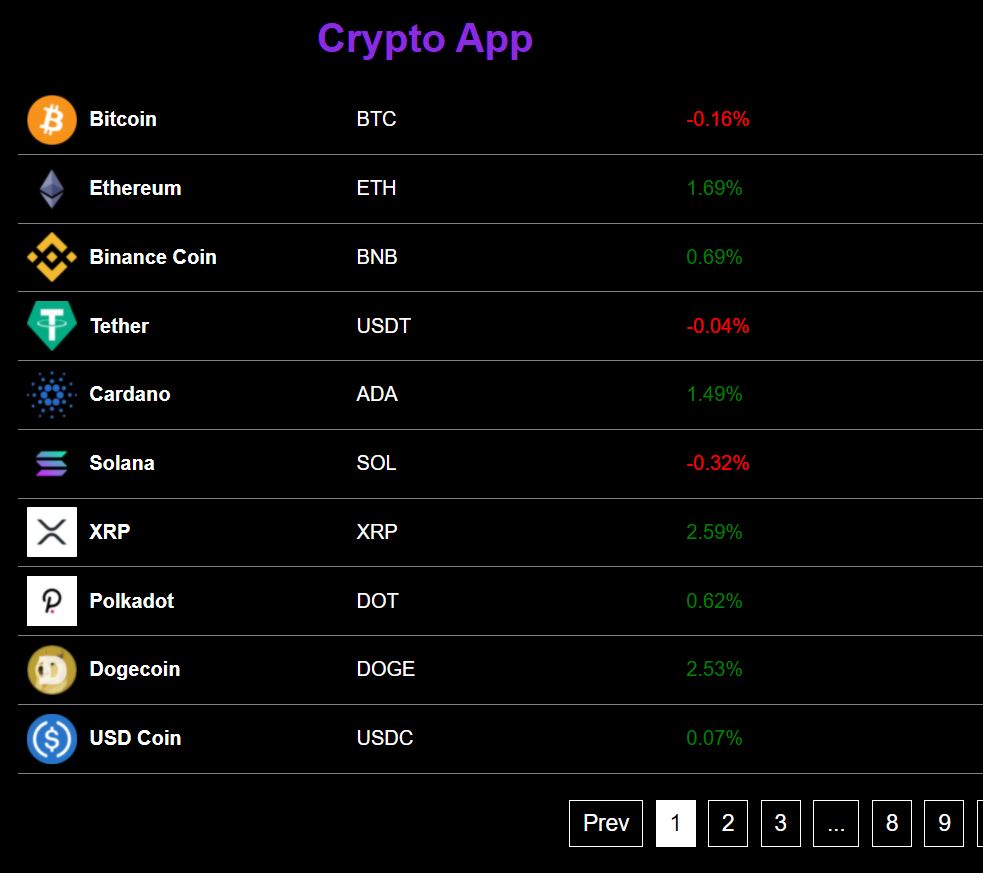 Crypto App
Bitcoin BTC -0.16%
Ethereum ETH 1.69%
Binance Coin BNB 0.69%
Tether USDT -0.04%
Cardano ADA 1.49%
Solana SOL -0.32%
XRP XRP 2.59%
Polkadot DOT 0.62%
Dogecoin DOGE 2.53%
USD Coin USDC 0.07%
Prev 1 2 3 ... 8 9